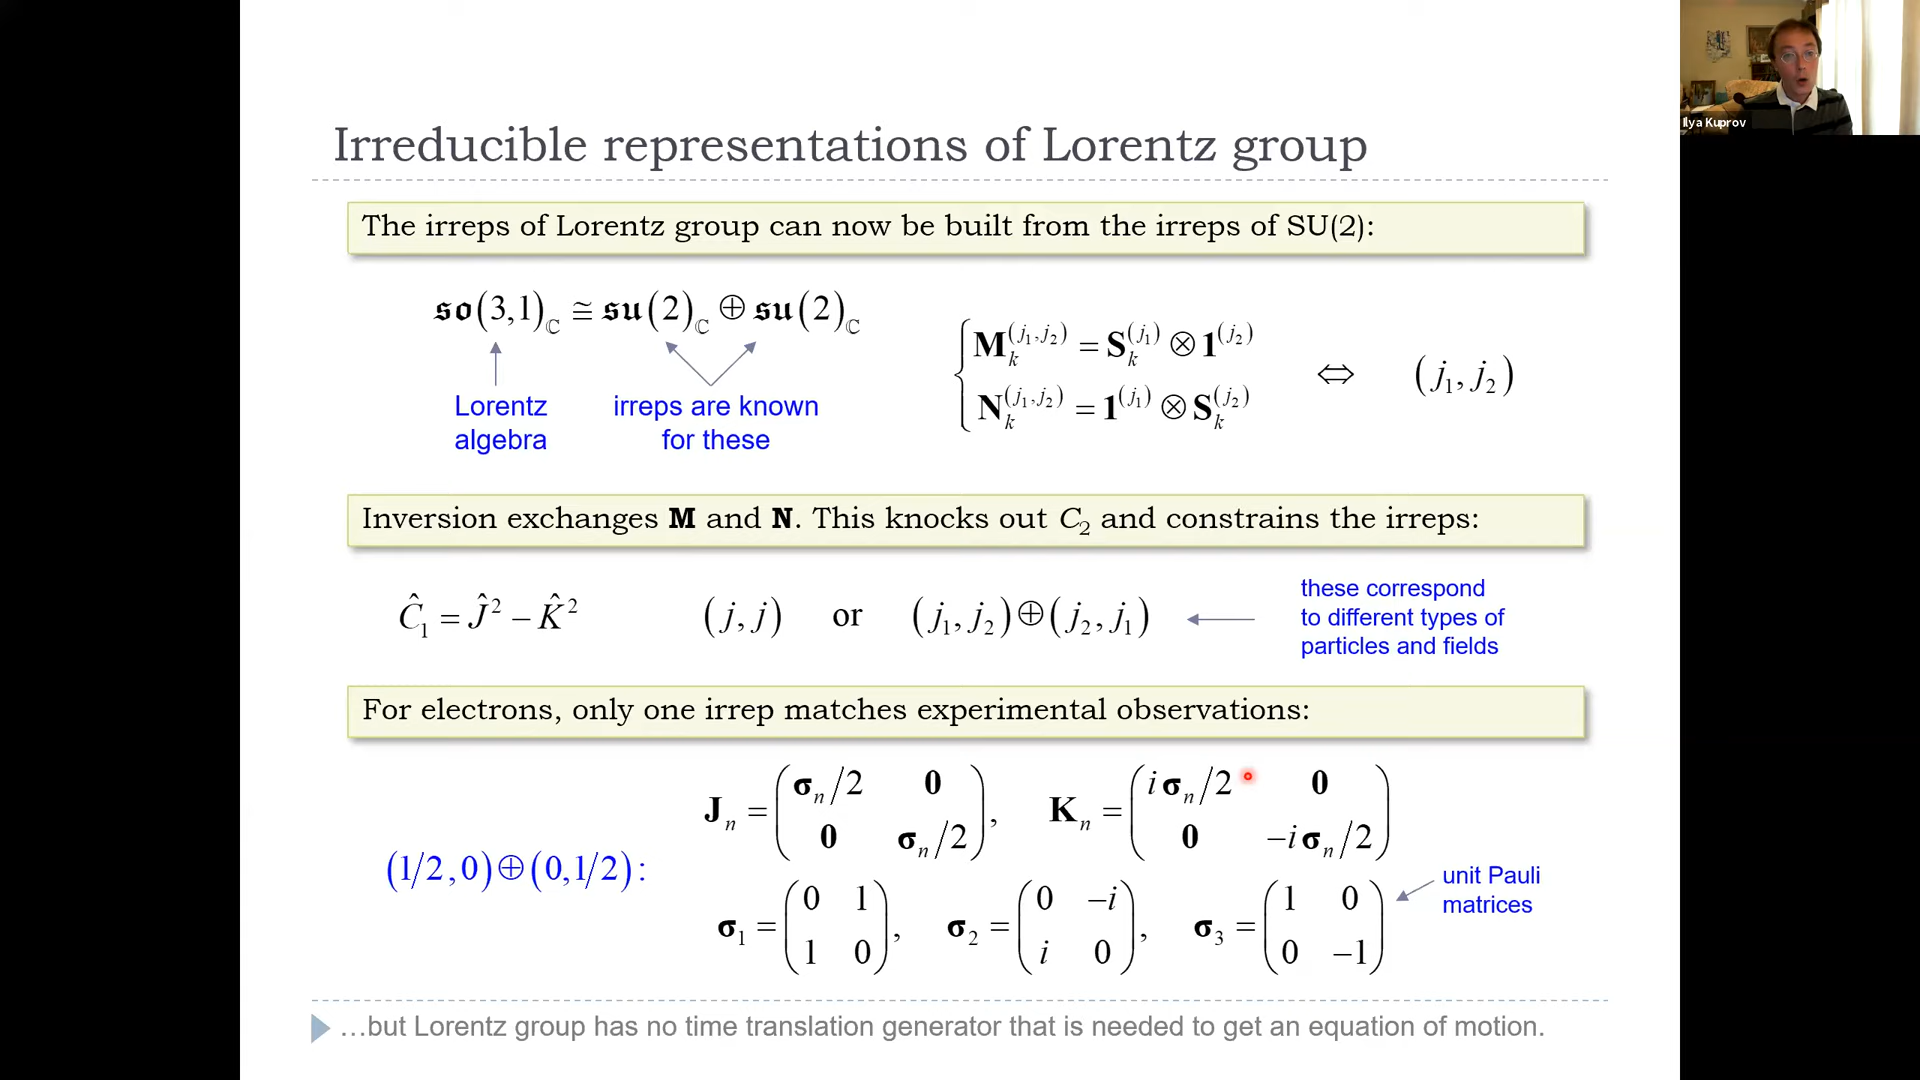 Ilya Kuprov
Irreducible representations of Lorentz group
The irreps of Lorentz group can now be built from the irreps of SU(2):
𝖘𝖔(3,1)_ℂ ≅ 𝖘𝖚(2)_ℂ ⊕ 𝖘𝖚(2)_ℂ
Lorentz algebra
irreps are known for these
M_k^(j₁,j₂) = S_k^(j₁) ⊗ 1^(j₂)
N_k^(j₁,j₂) = 1^(j₁) ⊗ S_k^(j₂)
⇔ (j₁, j₂)
Inversion exchanges M and N. This knocks out C₂ and constrains the irreps:
Ĉ₁ = Ĵ² − K̂² (j, j) or (j₁, j₂) ⊕ (j₂, j₁)
these correspond
to different types of
particles and fields
For electrons, only one irrep matches experimental observations:
(1/2,0)⊕(0,1/2):
J_n = (σ_n/2 0; 0 σ_n/2), K_n = (iσ_n/2 0; 0 −iσ_n/2)
σ₁ = (0 1; 1 0), σ₂ = (0 −i; i 0), σ₃ = (1 0; 0 −1)
unit Pauli
matrices
…but Lorentz group has no time translation generator that is needed to get an equation of motion.